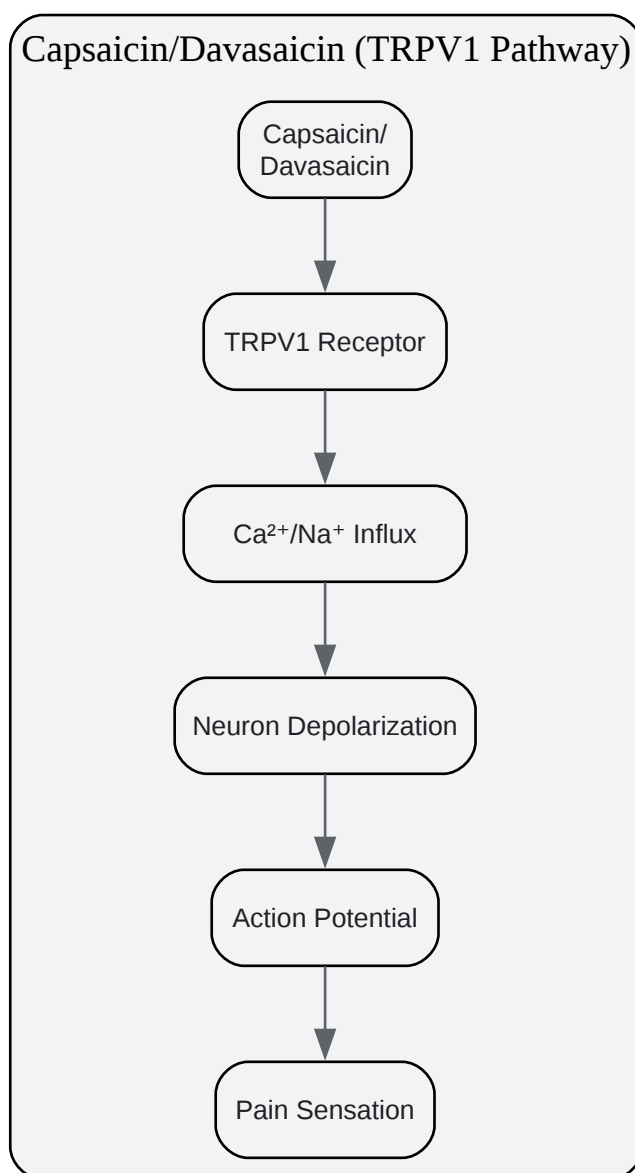 Capsaicin/Davasaicin (TRPV1 Pathway)
Capsaicin/
Davasaicin
TRPV1 Receptor
Ca²⁺/Na⁺ Influx
Neuron Depolarization
Action Potential
Pain Sensation